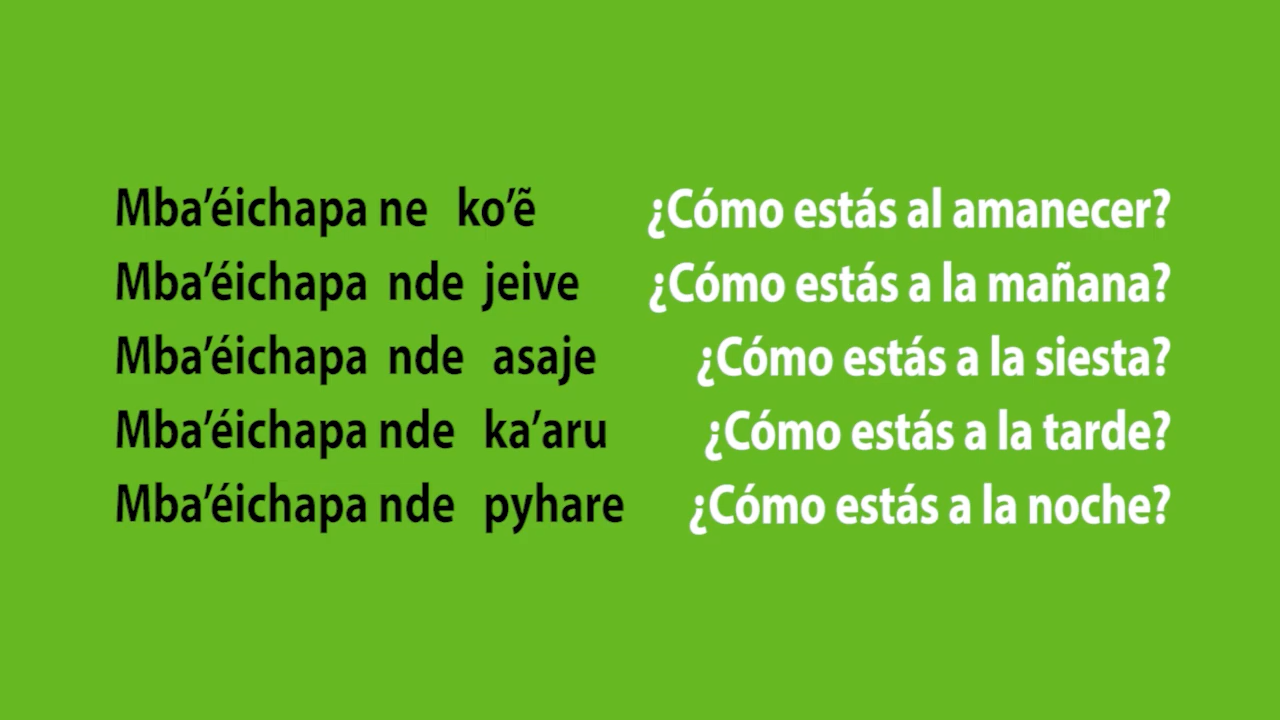 Mba’éichapa ne ko’ẽ ¿Cómo estás al amanecer?
Mba’éichapa nde jeive ¿Cómo estás a la mañana?
Mba’éichapa nde asaje ¿Cómo estás a la siesta?
Mba’éichapa nde ka’aru ¿Cómo estás a la tarde?
Mba’éichapa nde pyhare ¿Cómo estás a la noche?